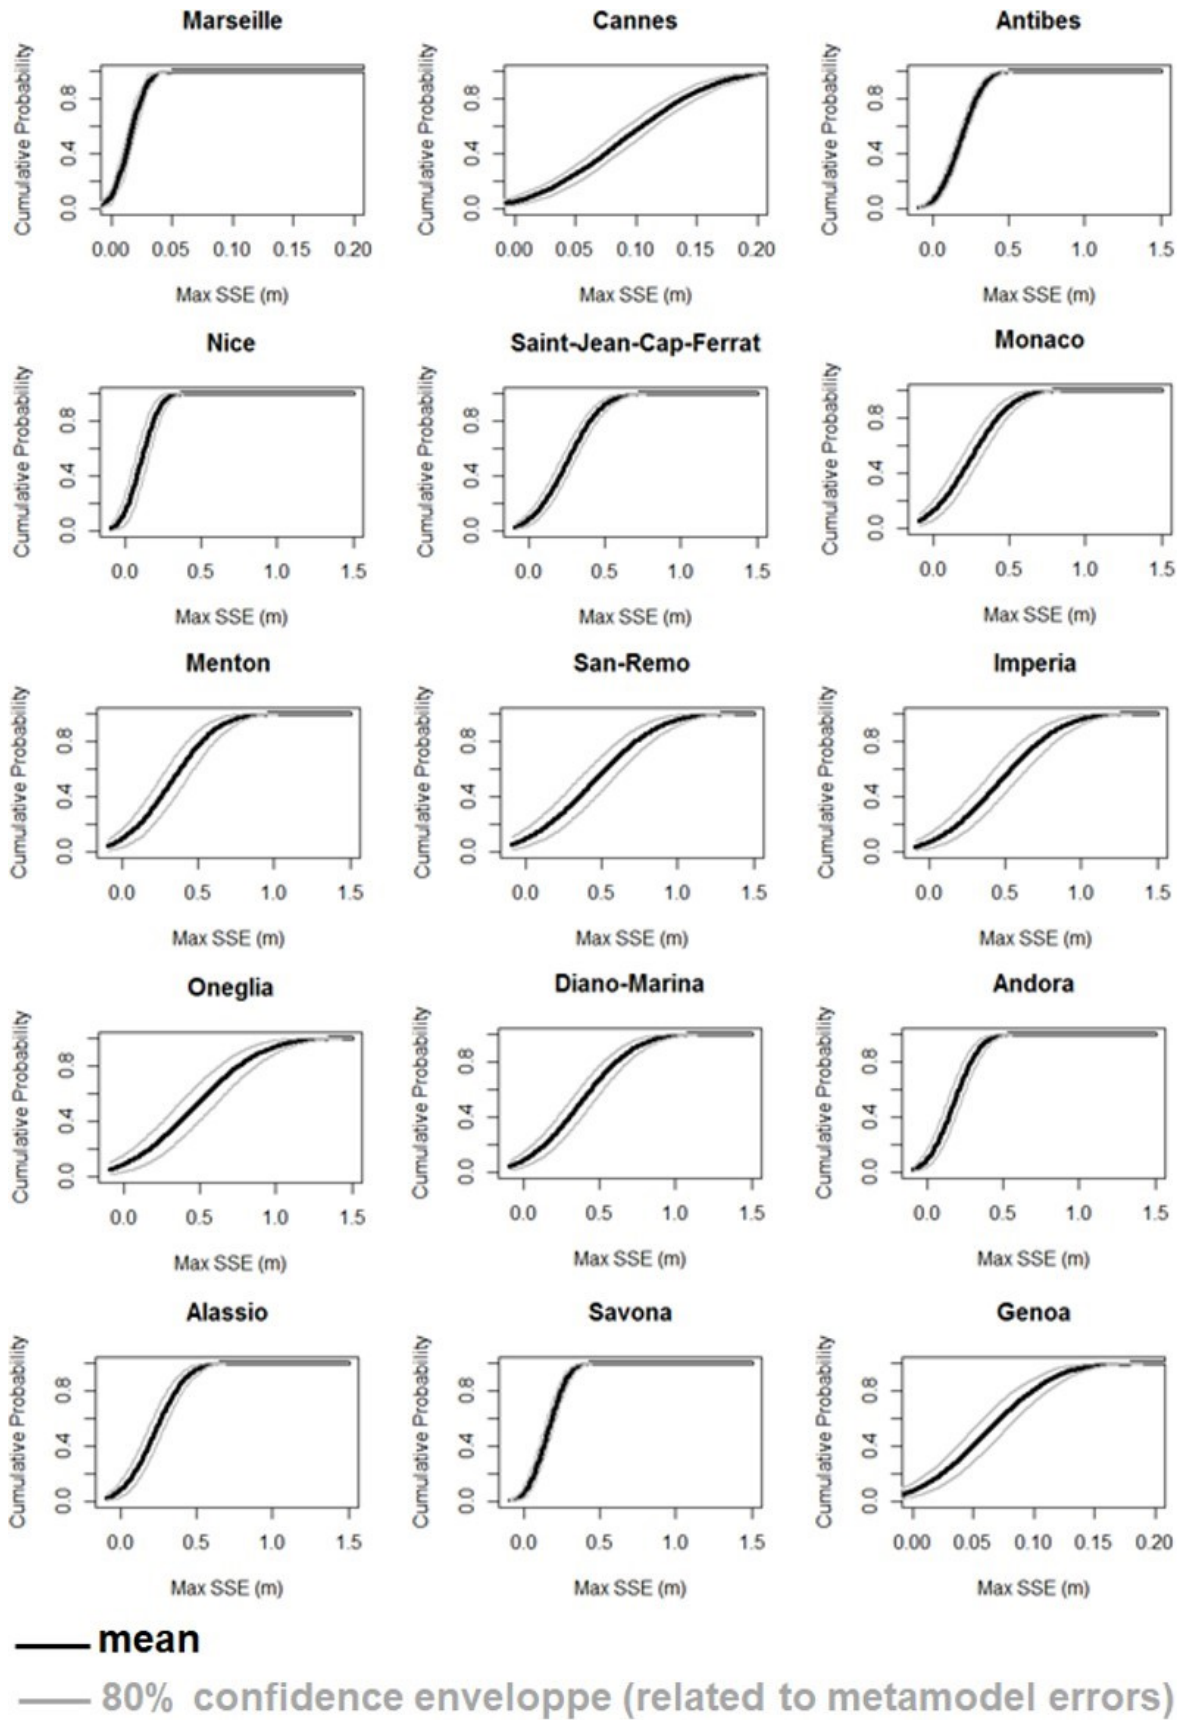 Marseille Cannes Antibes
Cumulative Probability Cumulative Probability Cumulative Probability
0.8 0.8 0.8
0.4 0.4 0.4
0.0 0.0 0.0
0.00 0.05 0.10 0.15 0.20 0.00 0.05 0.10 0.15 0.20 0.0 0.5 1.0 1.5
Max SSE (m) Max SSE (m) Max SSE (m)
Nice Saint-Jean-Cap-Ferrat Monaco
Cumulative Probability Cumulative Probability Cumulative Probability
0.8 0.8 0.8
0.4 0.4 0.4
0.0 0.0 0.0
0.0 0.5 1.0 1.5 0.0 0.5 1.0 1.5 0.0 0.5 1.0 1.5
Max SSE (m) Max SSE (m) Max SSE (m)
Menton San-Remo Imperia
Cumulative Probability Cumulative Probability Cumulative Probability
0.8 0.8 0.8
0.4 0.4 0.4
0.0 0.0 0.0
0.0 0.5 1.0 1.5 0.0 0.5 1.0 1.5 0.0 0.5 1.0 1.5
Max SSE (m) Max SSE (m) Max SSE (m)
Oneglia Diano-Marina Andora
Cumulative Probability Cumulative Probability Cumulative Probability
0.8 0.8 0.8
0.4 0.4 0.4
0.0 0.0 0.0
0.0 0.5 1.0 1.5 0.0 0.5 1.0 1.5 0.0 0.5 1.0 1.5
Max SSE (m) Max SSE (m) Max SSE (m)
Alassio Savona Genoa
Cumulative Probability Cumulative Probability Cumulative Probability
0.8 0.8 0.8
0.4 0.4 0.4
0.0 0.0 0.0
0.0 0.5 1.0 1.5 0.0 0.5 1.0 1.5 0.00 0.05 0.10 0.15 0.20
Max SSE (m) Max SSE (m) Max SSE (m)
mean
80% confidence enveloppe (related to metamodel errors)